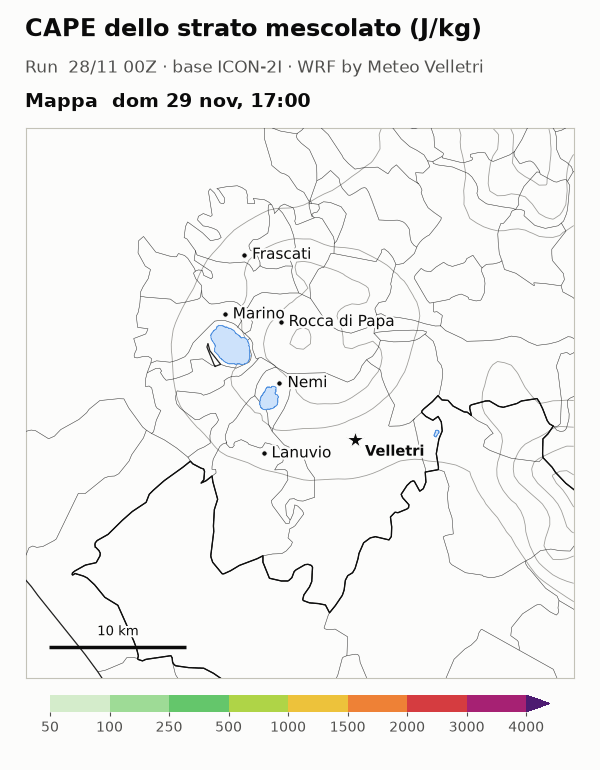 CAPE dello strato mescolato (J/kg)
Run  28/11 00Z · base ICON-2I · WRF by Meteo Velletri
Mappa  dom 29 nov, 17:00
Frascati
Marino
Rocca di Papa
Nemi
Velletri
Lanuvio
10 km
50 100 250 500 1000 1500 2000 3000 4000